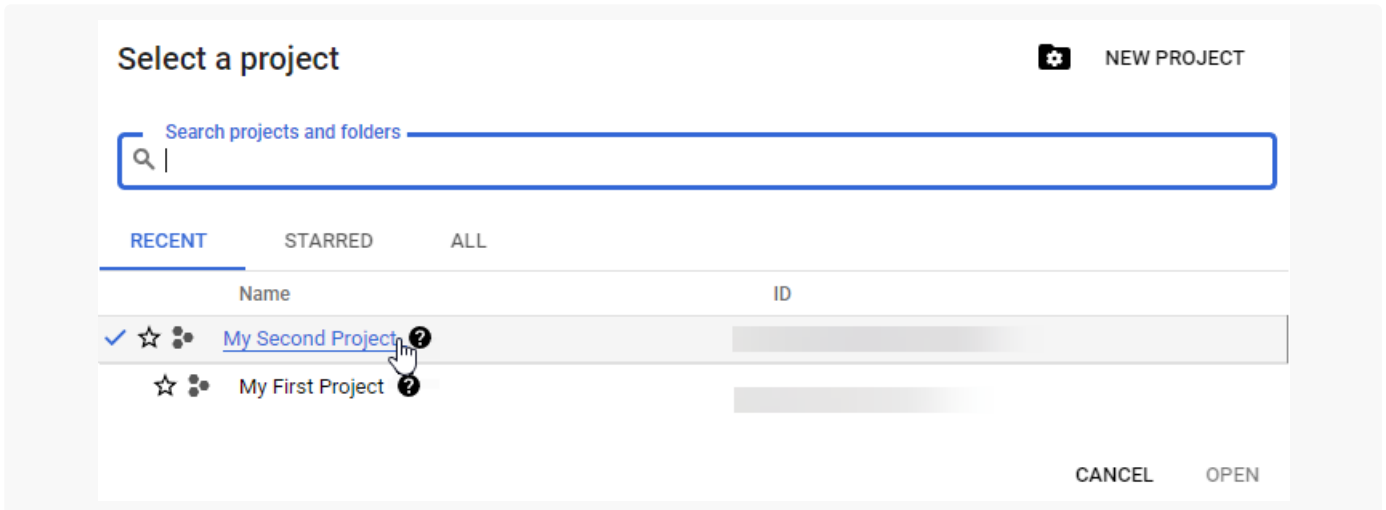 Select a project
NEW PROJECT
Search projects and folders
RECENT STARRED ALL
Name ID
My Second Project
My First Project
CANCEL OPEN